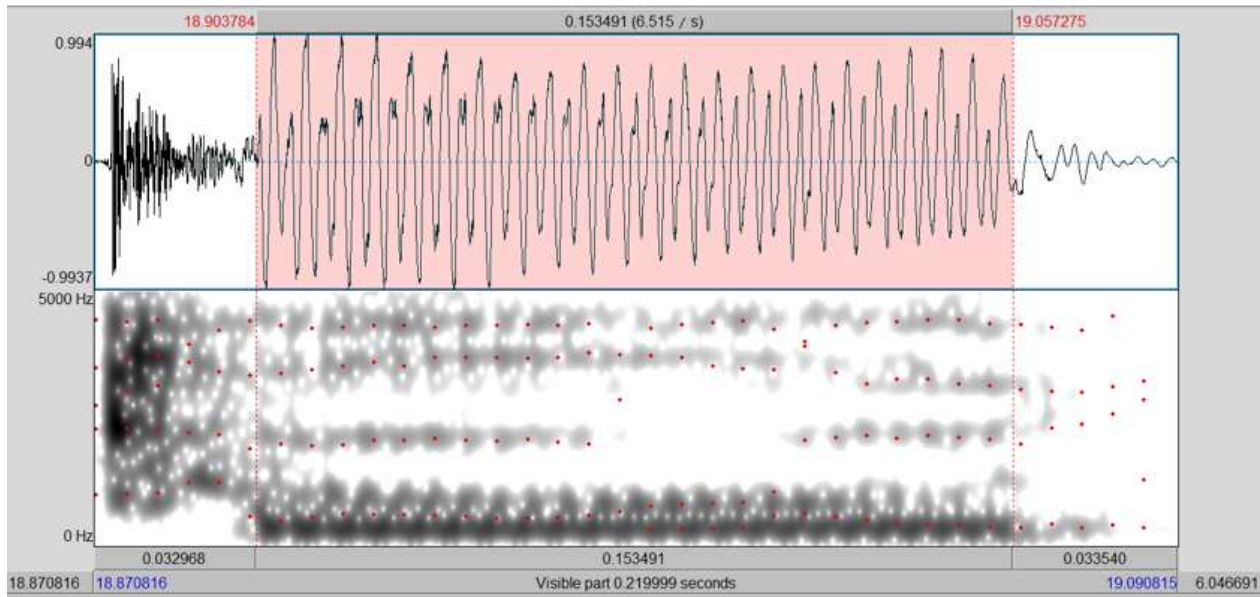 18.903784 0.153491 (6.515 / s) 19.057275
0.994
0
-0.9937
5000 Hz
0 Hz
0.032968 0.153491 0.033540
18.870816 18.870816 Visible part 0.219999 seconds 19.090815 6.046691